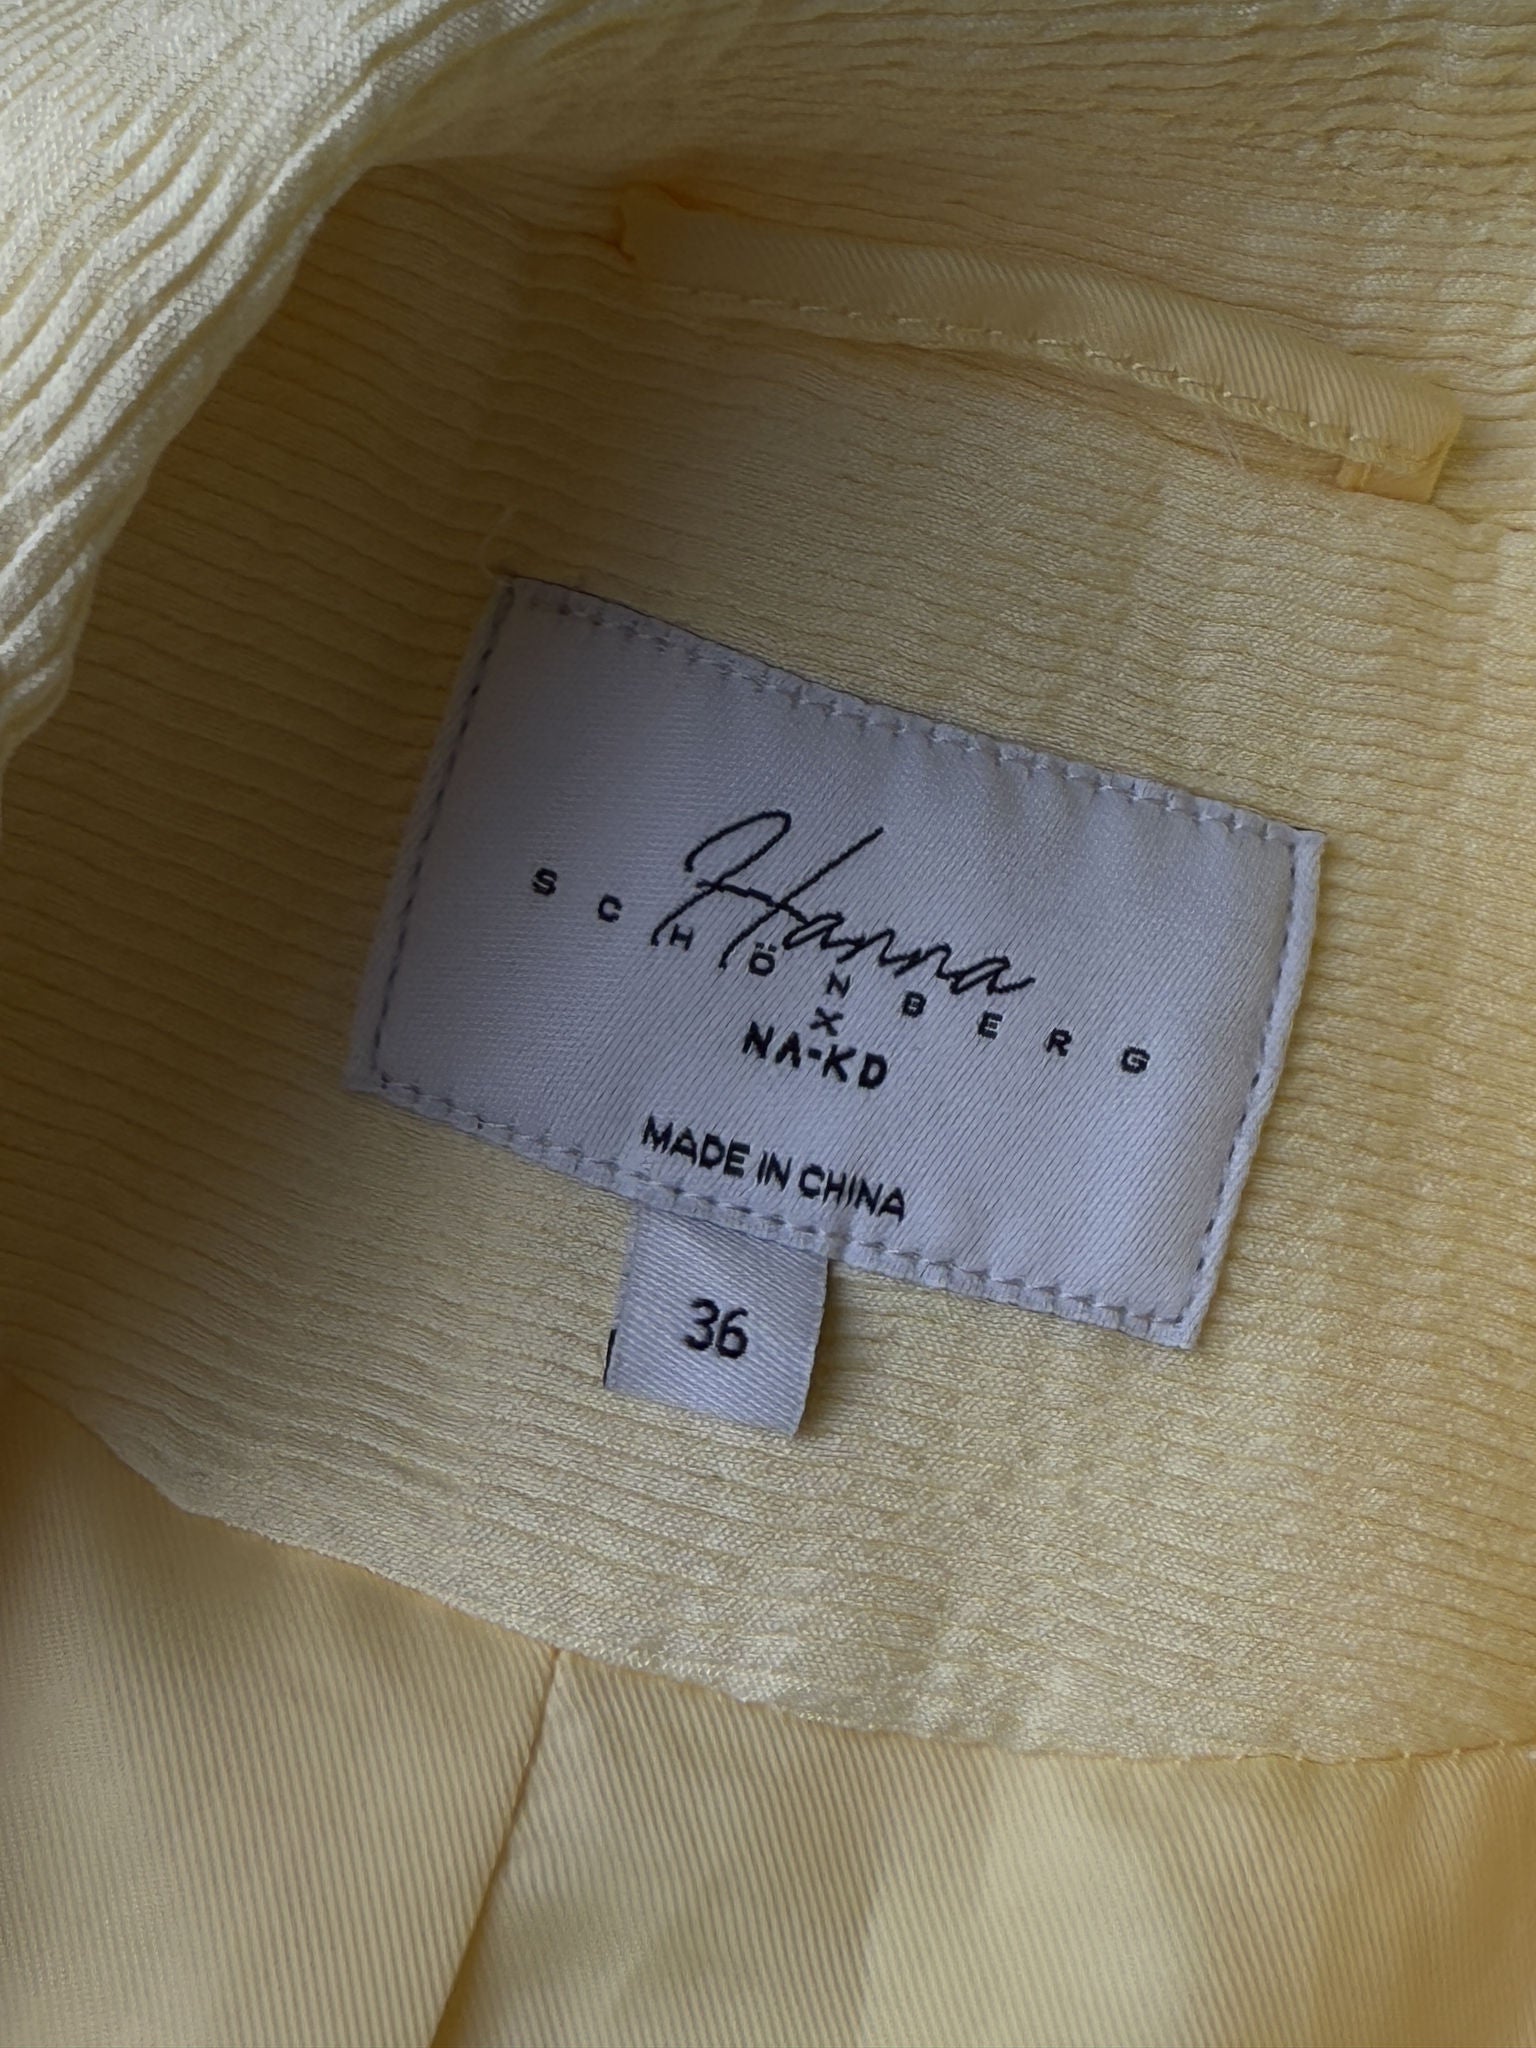 Hanna
SCHÖNBERG
X
NA-KD
MADE IN CHINA
36